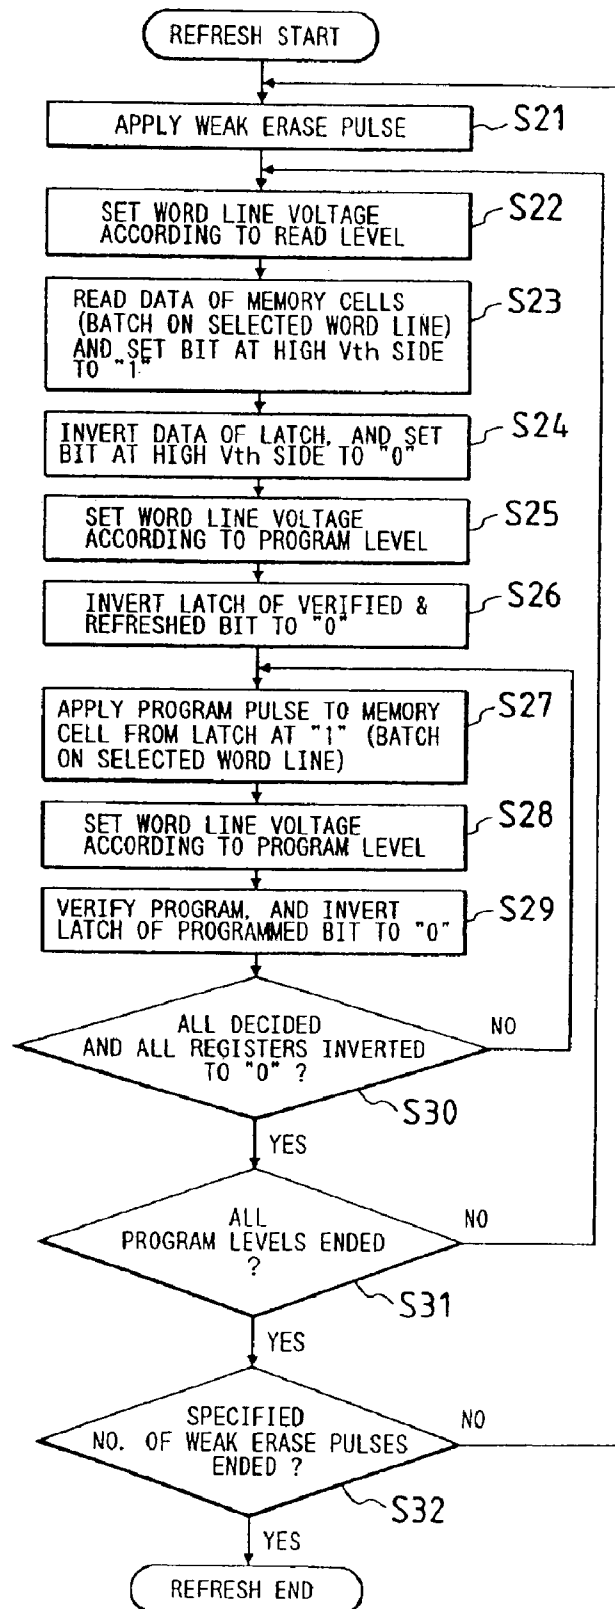 REFRESH START
APPLY WEAK ERASE PULSE
S21
SET WORD LINE VOLTAGE
ACCORDING TO READ LEVEL
S22
READ DATA OF MEMORY CELLS
(BATCH ON SELECTED WORD LINE)
AND SET BIT AT HIGH Vth SIDE
TO "1"
S23
INVERT DATA OF LATCH, AND SET
BIT AT HIGH Vth SIDE TO "0"
S24
SET WORD LINE VOLTAGE
ACCORDING TO PROGRAM LEVEL
S25
INVERT LATCH OF VERIFIED &
REFRESHED BIT TO "0"
S26
APPLY PROGRAM PULSE TO MEMORY
CELL FROM LATCH AT "1" (BATCH
ON SELECTED WORD LINE)
S27
SET WORD LINE VOLTAGE
ACCORDING TO PROGRAM LEVEL
S28
VERIFY PROGRAM, AND INVERT
LATCH OF PROGRAMMED BIT TO "0"
S29
ALL DECIDED
AND ALL REGISTERS INVERTED
TO "0" ?
NO
S30
YES
ALL
PROGRAM LEVELS ENDED
?
NO
S31
YES
SPECIFIED
NO. OF WEAK ERASE PULSES
ENDED ?
NO
S32
YES
REFRESH END